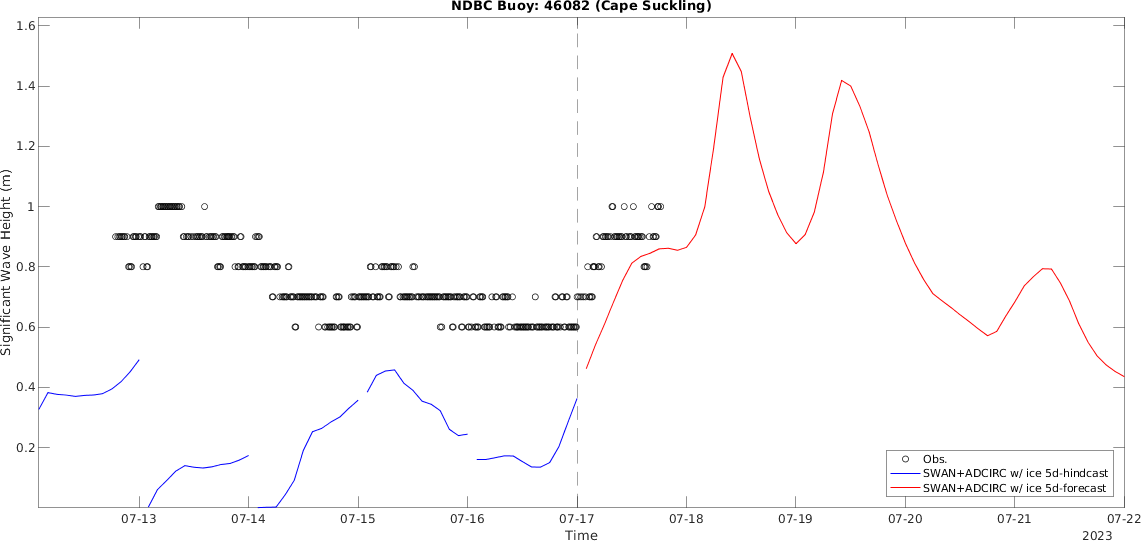 NDBC Buoy: 46082 (Cape Suckling)
1.6
1.4
1.2
1
0.8
0.6
0.4
0.2
Significant Wave Height (m)
Obs.
SWAN+ADCIRC w/ ice 5d-hindcast
SWAN+ADCIRC w/ ice 5d-forecast
07-13 07-14 07-15 07-16 07-17 07-18 07-19 07-20 07-21 07-22
Time
2023